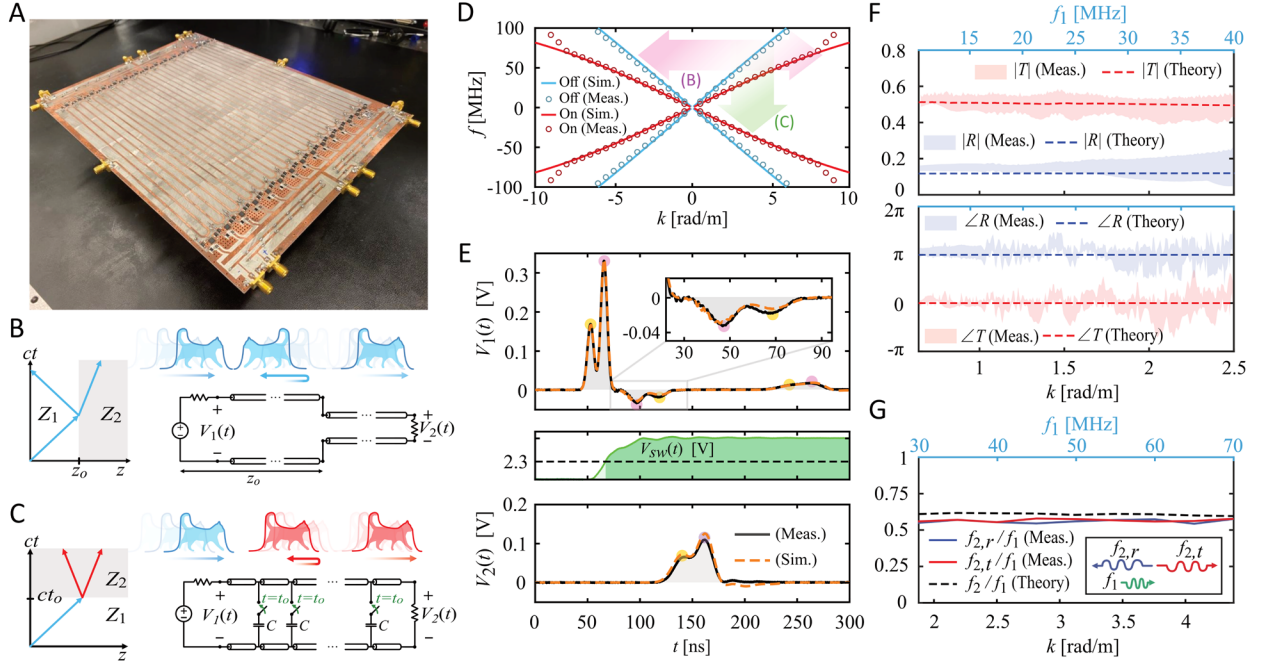 A
B
ct
Z1
Z2
zo
z
+
V1(t)
−
...
...
zo
...
...
+
V2(t)
−
C
ct
Z2
cto
Z1
z
+
V1(t)
−
t=to
t=to
t=to
C
C
C
...
...
+
V2(t)
−
D
100
50
0
-50
-100
f [MHz]
(B)
(C)
Off (Sim.)
Off (Meas.)
On (Sim.)
On (Meas.)
-10
-5
0
5
10
k [rad/m]
E
0.3
0.2
0.1
0
V1(t) [V]
0
-0.04
30
50
70
90
2.3
VSW(t) [V]
0.2
0.1
0
V2(t) [V]
(Meas.)
(Sim.)
0
50
100
150
200
250
300
t [ns]
F
f1 [MHz]
15
20
25
30
35
40
0.8
0.6
0.4
0.2
0
|T| (Meas.)
|T| (Theory)
|R| (Meas.)
|R| (Theory)
1
1.5
2
2.5
2π
π
0
-π
∠R (Meas.)
∠R (Theory)
∠T (Meas.)
∠T (Theory)
1
1.5
2
2.5
k [rad/m]
G
f1 [MHz]
30
40
50
60
70
1
0.75
0.5
0.25
0
f2,r/f1 (Meas.)
f2,t/f1 (Meas.)
f2/f1 (Theory)
f2,r
f2,t
f1
2
2.5
3
3.5
4
k [rad/m]